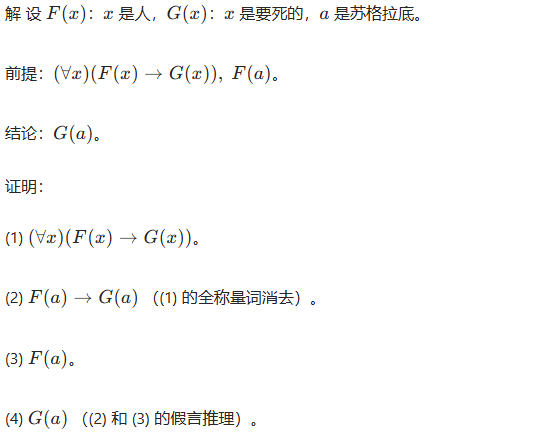 解 设 F(x)：x 是人，G(x)：x 是要死的，a 是苏格拉底。
前提：(∀x)(F(x) → G(x)), F(a)。
结论：G(a)。
证明：
(1) (∀x)(F(x) → G(x))。
(2) F(a) → G(a) （(1) 的全称量词消去）。
(3) F(a)。
(4) G(a) （(2) 和 (3) 的假言推理）。